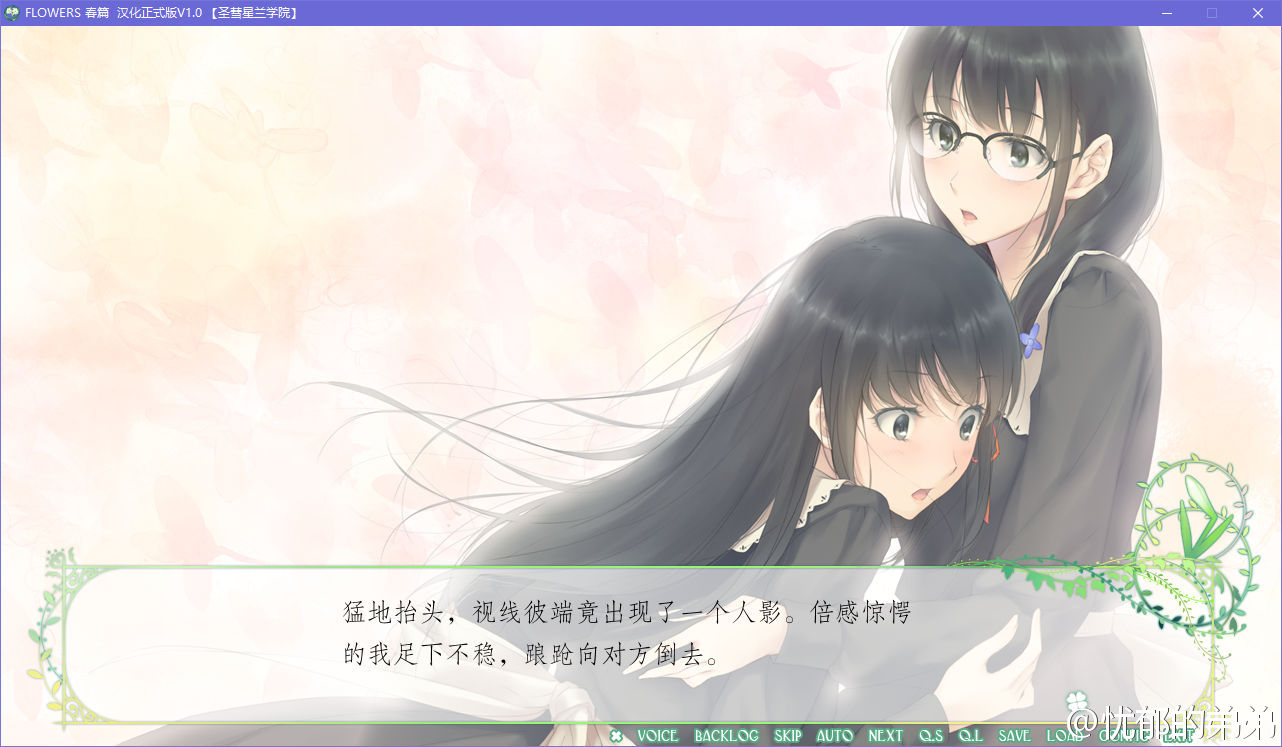 FLOWERS 春篇 汉化正式版V1.0 【圣彗星兰学院】
猛地抬头，视线彼端竟出现了一个人影。倍感惊愕
的我足下不稳，踉跄向对方倒去。
VOICE BACKLOG SKIP AUTO NEXT Q.S Q.L SAVE LOAD
@忧郁的弟弟